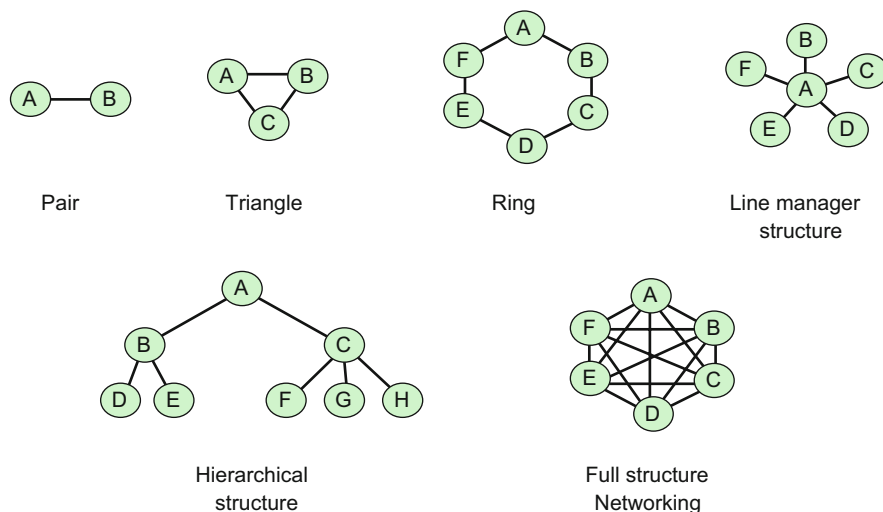 A B
A B
C
A
F B
E C
D
B
F C
A
E D
Pair Triangle Ring Line manager
structure
A
B C
D E F G H
A
F B
E C
D
Hierarchical
structure
Full structure
Networking